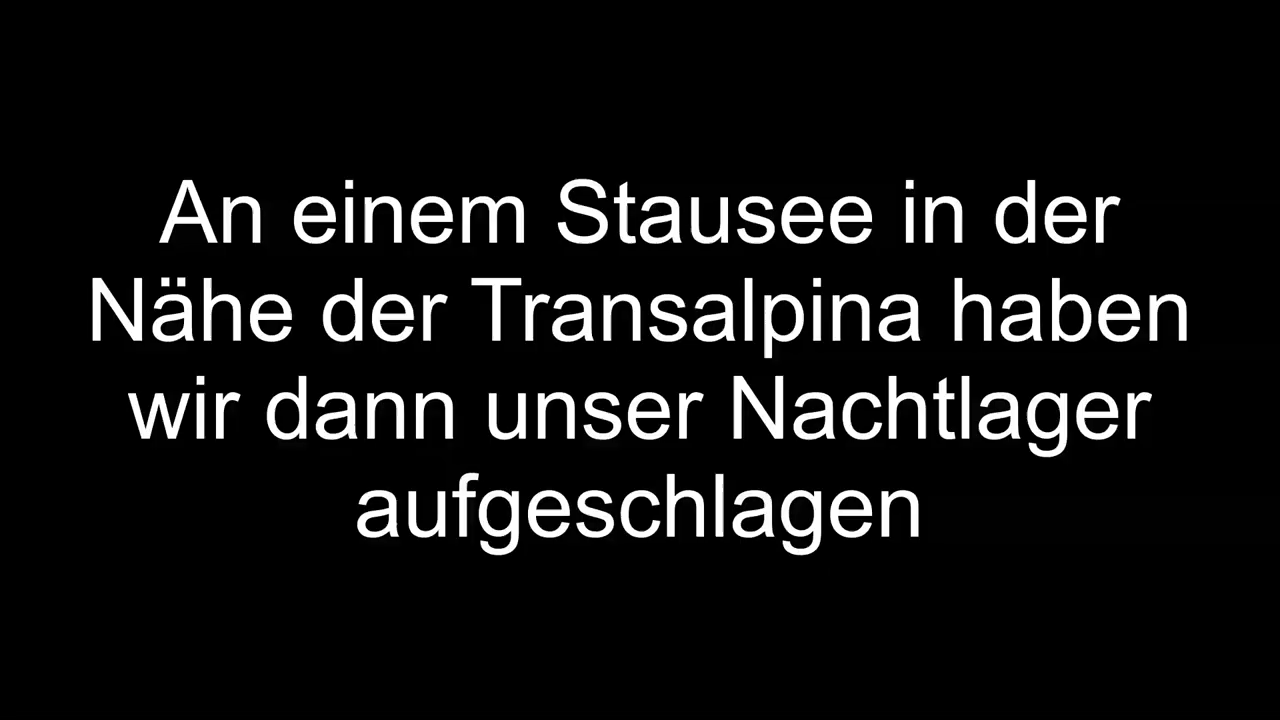 An einem Stausee in der
Nähe der Transalpina haben
wir dann unser Nachtlager
aufgeschlagen